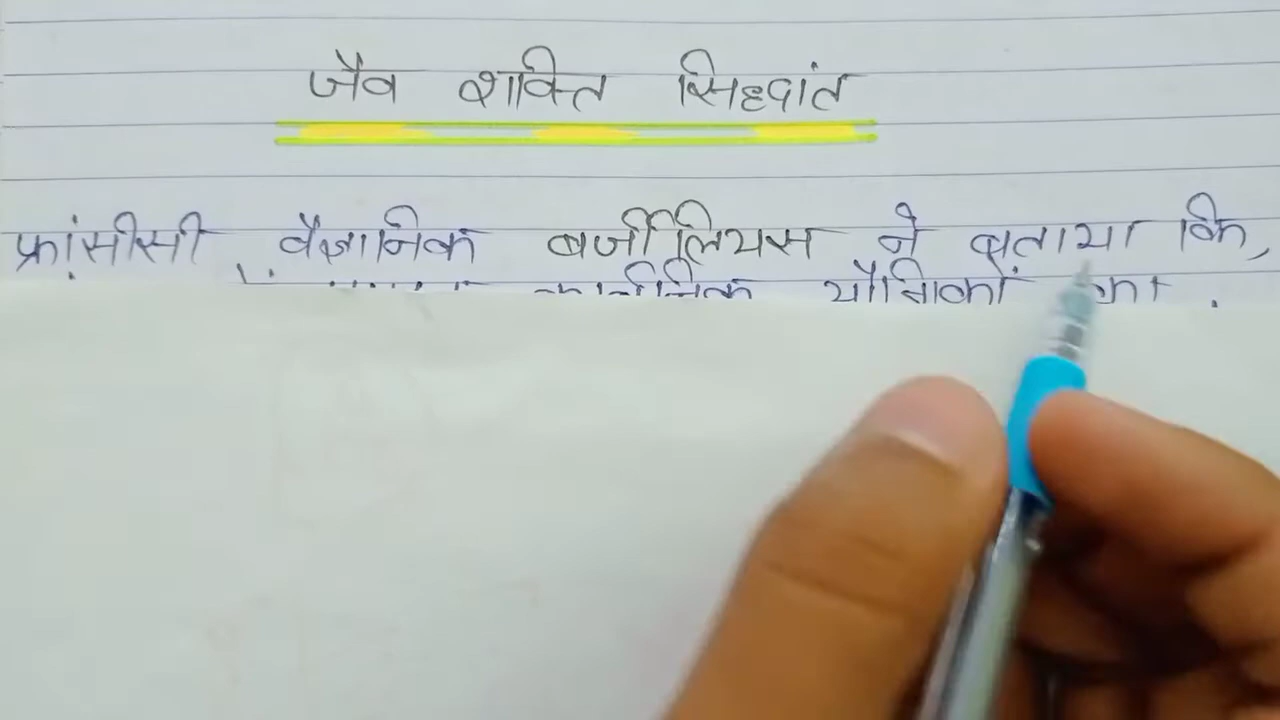 जैव शक्ति सिद्दांत
फ्रांसीसी वैज्ञानिक बर्जीलियस ने बताया कि,
यौगिकों का